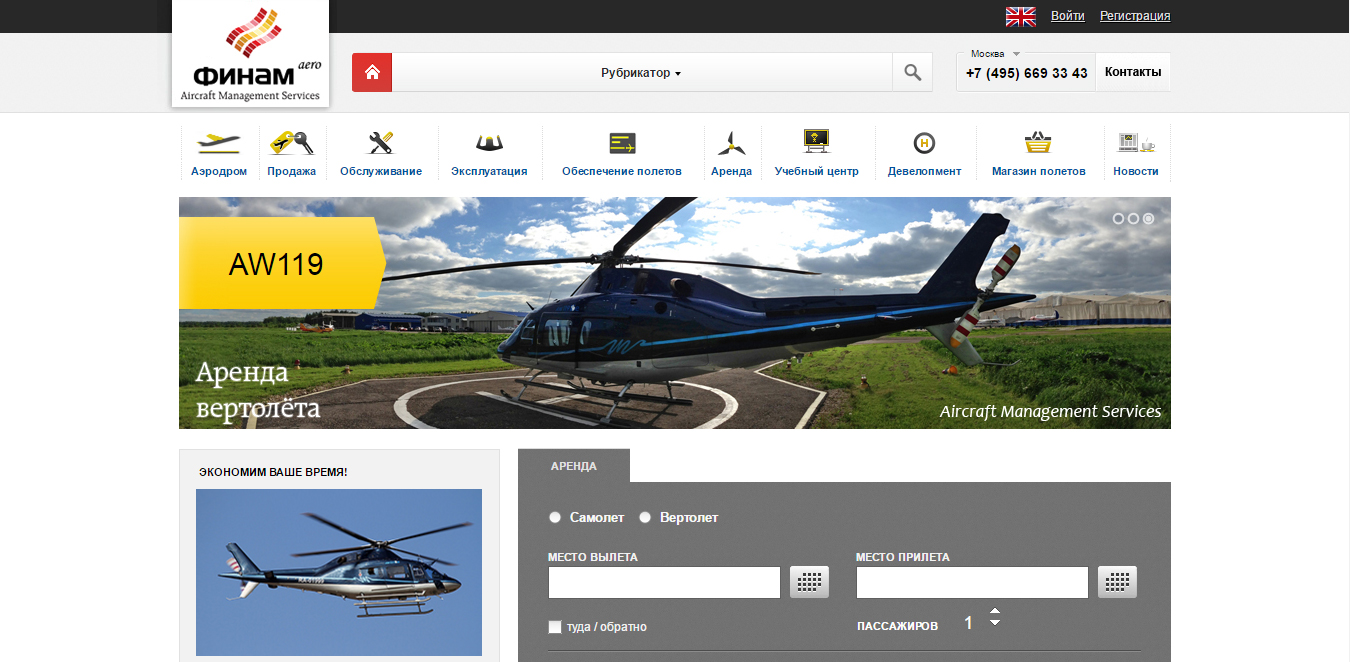 Войти
Регистрация
aero
ФИНАМ
Aircraft Management Services
Рубрикатор
Москва
+7 (495) 669 33 43
Контакты
Аэродром
Продажа
Обслуживание
Эксплуатация
Обеспечение полетов
Аренда
Учебный центр
Девелопмент
Магазин полетов
Новости
AW119
Аренда
вертолёта
Aircraft Management Services
ЭКОНОМИМ ВАШЕ ВРЕМЯ!
АРЕНДА
Самолет
Вертолет
МЕСТО ВЫЛЕТА
МЕСТО ПРИЛЕТА
туда / обратно
ПАССАЖИРОВ
1